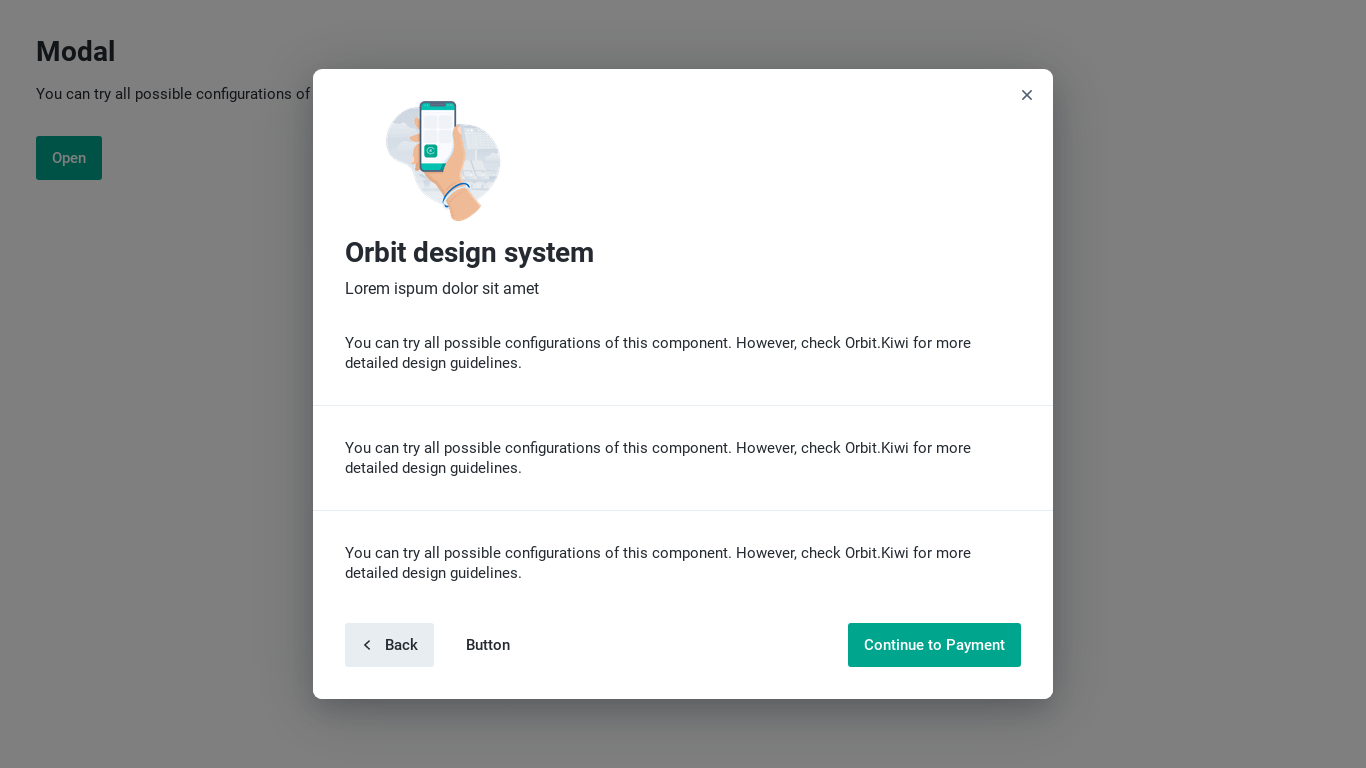 Modal
You can try all possible configurations of
Open
Orbit design system
Lorem ispum dolor sit amet
You can try all possible configurations of this component. However, check Orbit.Kiwi for more
detailed design guidelines.
You can try all possible configurations of this component. However, check Orbit.Kiwi for more
detailed design guidelines.
You can try all possible configurations of this component. However, check Orbit.Kiwi for more
detailed design guidelines.
Back
Button
Continue to Payment